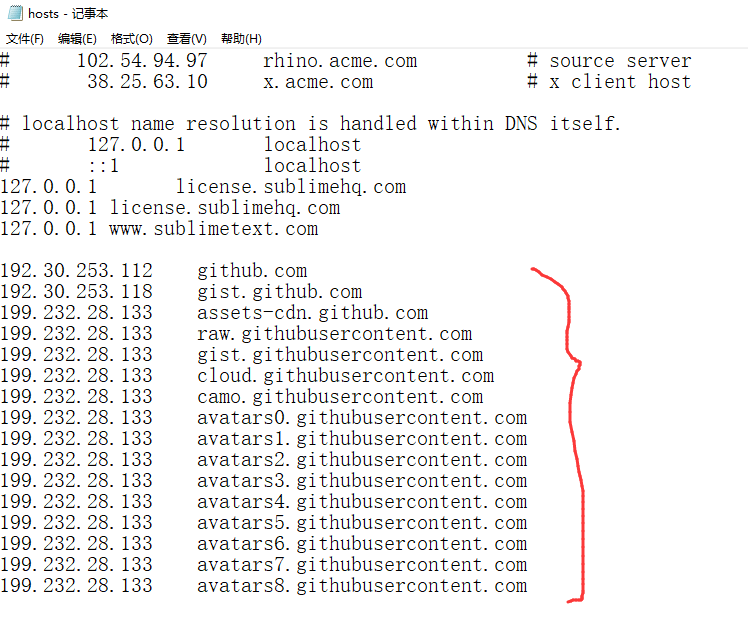 hosts - 记事本
文件(F) 编辑(E) 格式(O) 查看(V) 帮助(H)
# 102.54.94.97 rhino.acme.com # source server
# 38.25.63.10 x.acme.com # x client host
# localhost name resolution is handled within DNS itself.
# 127.0.0.1 localhost
# ::1 localhost
127.0.0.1 license.sublimehq.com
127.0.0.1 license.sublimehq.com
127.0.0.1 www.sublimetext.com
192.30.253.112 github.com
192.30.253.118 gist.github.com
199.232.28.133 assets-cdn.github.com
199.232.28.133 raw.githubusercontent.com
199.232.28.133 gist.githubusercontent.com
199.232.28.133 cloud.githubusercontent.com
199.232.28.133 camo.githubusercontent.com
199.232.28.133 avatars0.githubusercontent.com
199.232.28.133 avatars1.githubusercontent.com
199.232.28.133 avatars2.githubusercontent.com
199.232.28.133 avatars3.githubusercontent.com
199.232.28.133 avatars4.githubusercontent.com
199.232.28.133 avatars5.githubusercontent.com
199.232.28.133 avatars6.githubusercontent.com
199.232.28.133 avatars7.githubusercontent.com
199.232.28.133 avatars8.githubusercontent.com